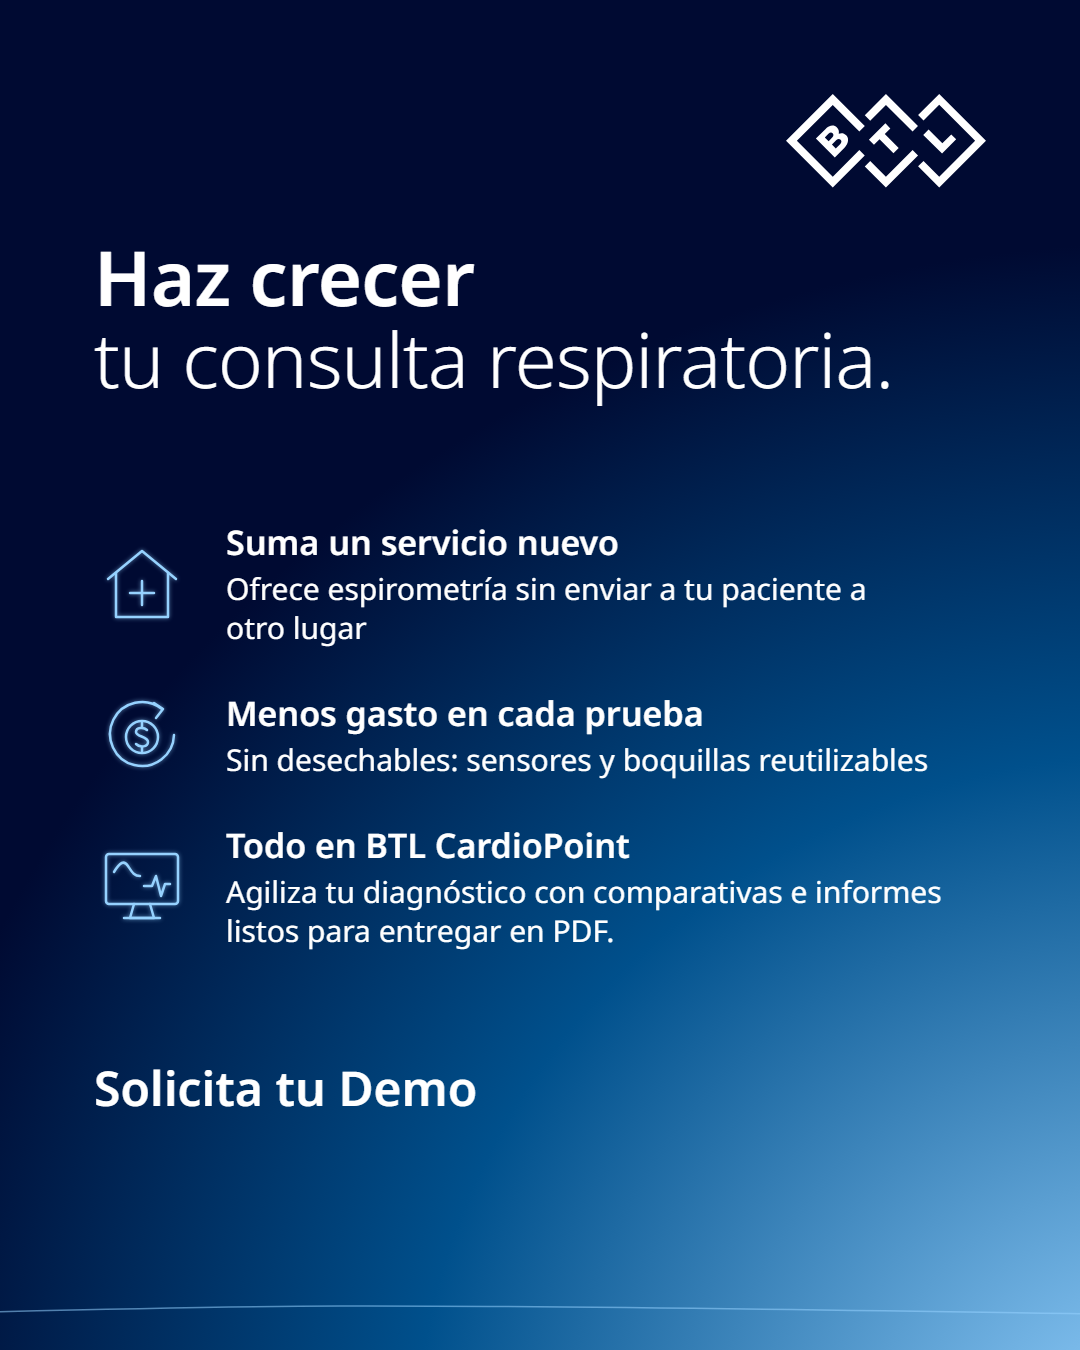 BTL
Haz crecer
tu consulta respiratoria.
Suma un servicio nuevo
Ofrece espirometría sin enviar a tu paciente a
otro lugar
Menos gasto en cada prueba
Sin desechables: sensores y boquillas reutilizables
Todo en BTL CardioPoint
Agiliza tu diagnóstico con comparativas e informes
listos para entregar en PDF.
Solicita tu Demo